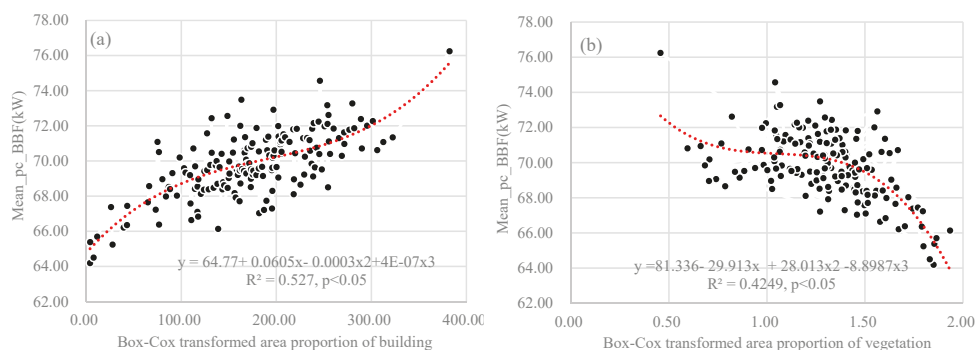 (a)
Mean_pc_BBF(kW)
78.00
76.00
74.00
72.00
70.00
68.00
66.00
64.00
62.00
y = 64.77+ 0.0605x- 0.0003x2+4E-07x3
R² = 0.527, p<0.05
0.00 100.00 200.00 300.00 400.00
Box-Cox transformed area proportion of building
(b)
Mean_pc_BBF(kW)
78.00
76.00
74.00
72.00
70.00
68.00
66.00
64.00
62.00
y =81.336- 29.913x + 28.013x2 -8.8987x3
R² = 0.4249, p<0.05
0.00 0.50 1.00 1.50 2.00
Box-Cox transformed area proportion of vegetation